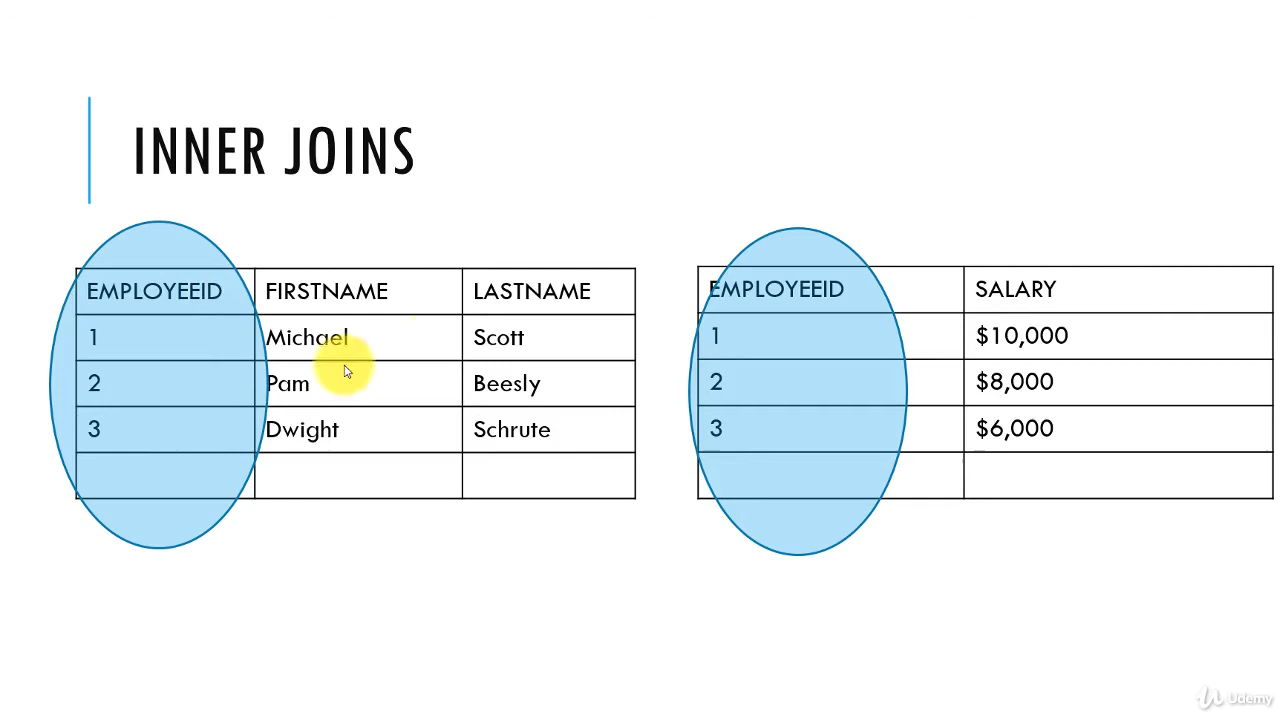 INNER JOINS
EMPLOYEEID FIRSTNAME LASTNAME
1 Michael Scott
2 Pam Beesly
3 Dwight Schrute
EMPLOYEEID SALARY
1 $10,000
2 $8,000
3 $6,000
Udemy